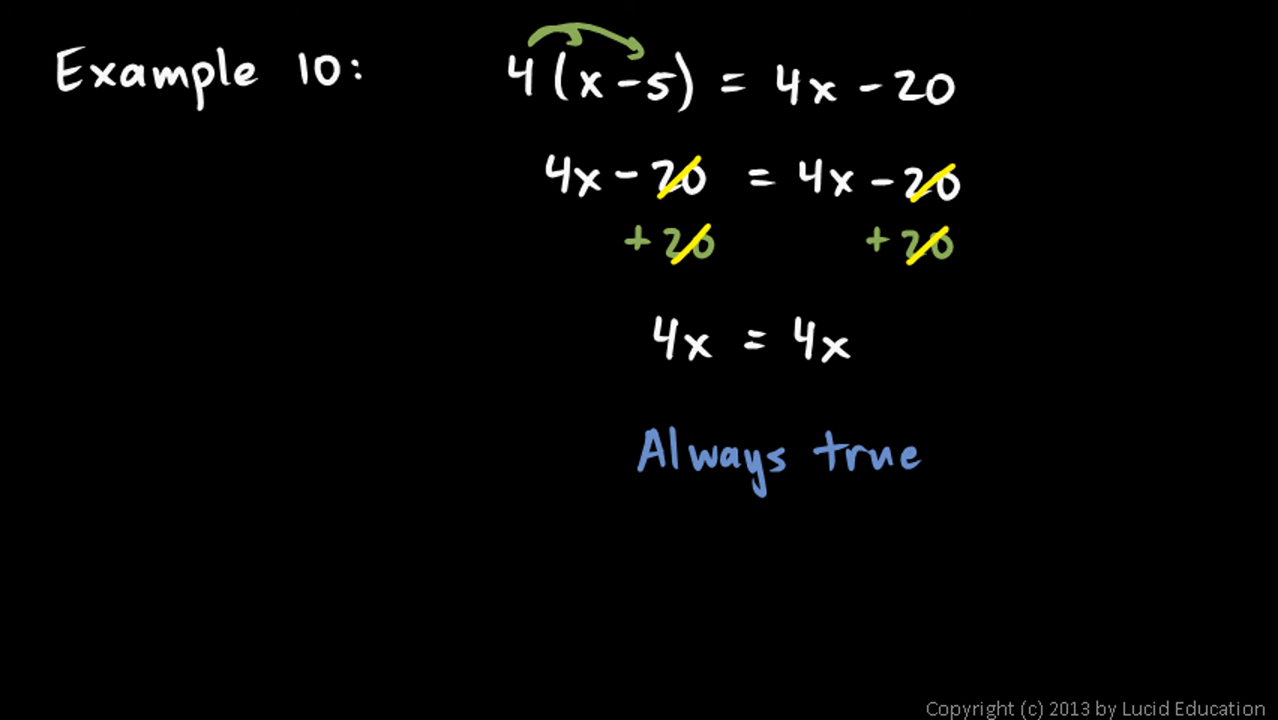 Example 10: 4(x-5) = 4x-20
4x-20 = 4x-20
+20 +20
4x = 4x
Always true
Copyright (c) 2013 by Lucid Education